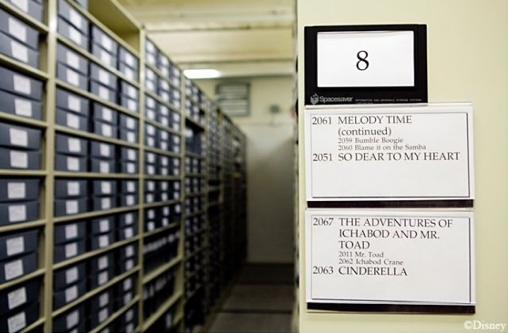 8
Spacesaver
2061 MELODY TIME
(continued)
2059 Bumble Boogie
2060 Blame it on the Samba
2051 SO DEAR TO MY HEART
2067 THE ADVENTURES OF
ICHABOD AND MR.
TOAD
2011 Mr. Toad
2062 Ichabod Crane
2063 CINDERELLA
©Disney